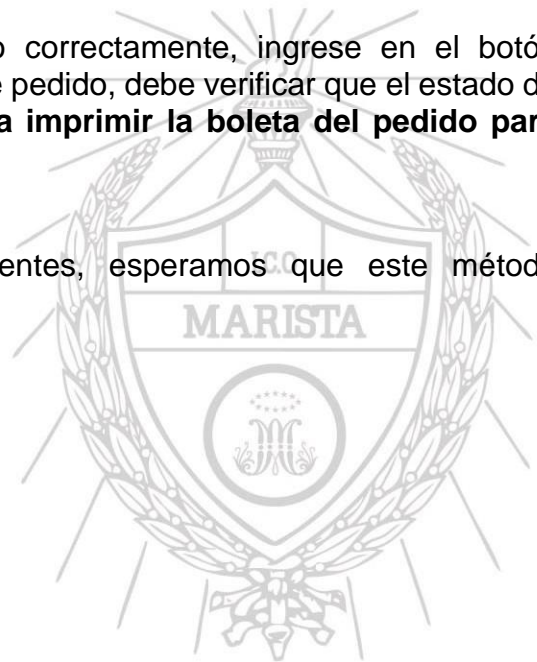 o correctamente, ingrese en el botó
e pedido, debe verificar que el estado d
a imprimir la boleta del pedido par
entes, esperamos que este métod
I.C.O.
MARISTA